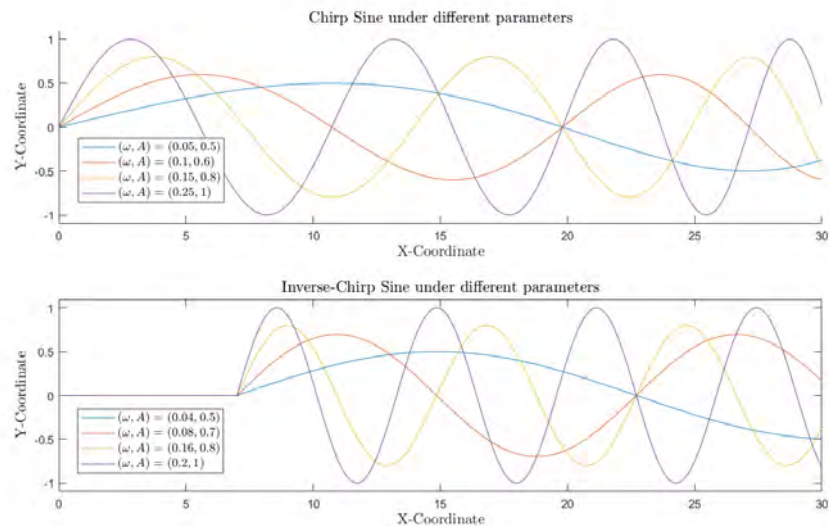 Chirp Sine under different parameters
Y-Coordinate
1
0.5
0
-0.5
-1
(ω, A) = (0.05, 0.5)
(ω, A) = (0.1, 0.6)
(ω, A) = (0.15, 0.8)
(ω, A) = (0.25, 1)
0 5 10 15 20 25 30
X-Coordinate
Inverse-Chirp Sine under different parameters
Y-Coordinate
1
0.5
0
-0.5
-1
(ω, A) = (0.04, 0.5)
(ω, A) = (0.08, 0.7)
(ω, A) = (0.16, 0.8)
(ω, A) = (0.2, 1)
0 5 10 15 20 25 30
X-Coordinate